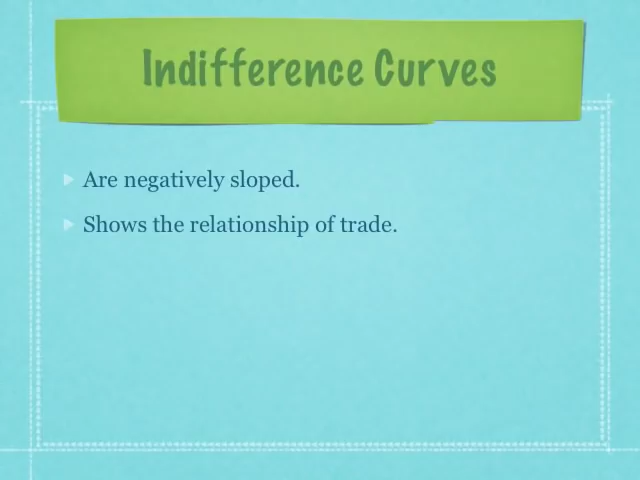 Indifference Curves
Are negatively sloped.
Shows the relationship of trade.